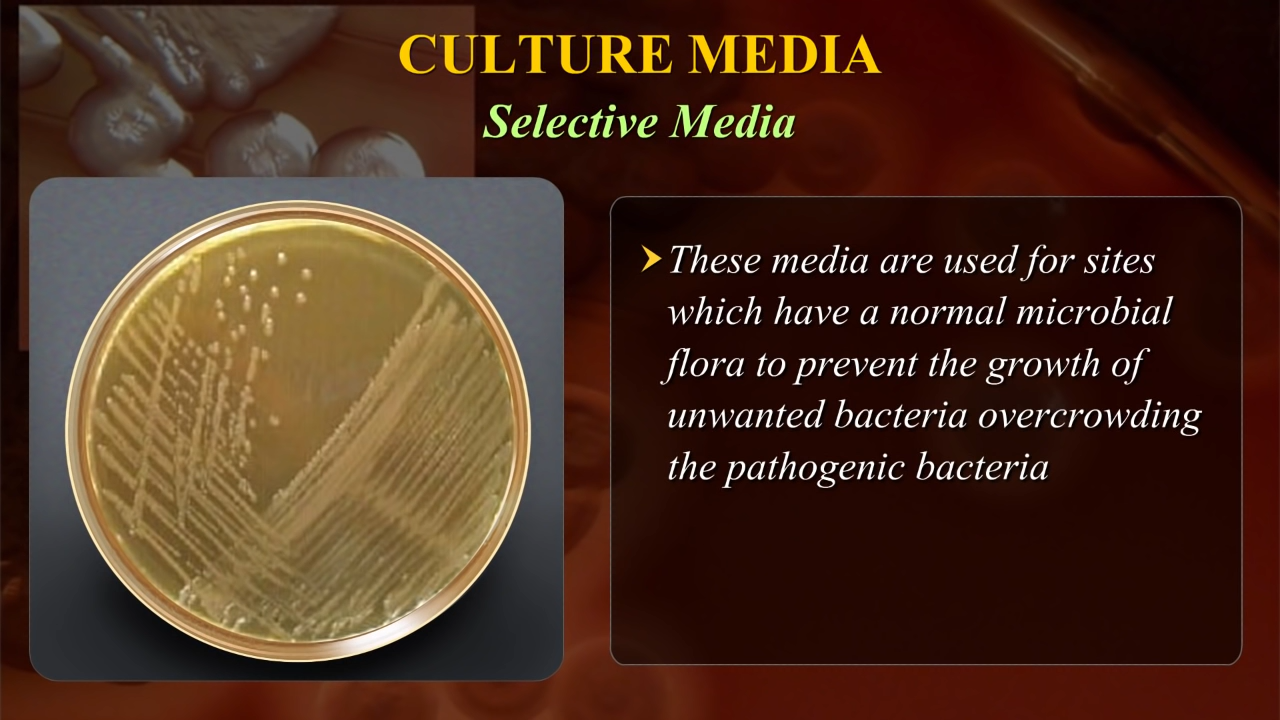 CULTURE MEDIA
Selective Media
These media are used for sites
which have a normal microbial
flora to prevent the growth of
unwanted bacteria overcrowding
the pathogenic bacteria